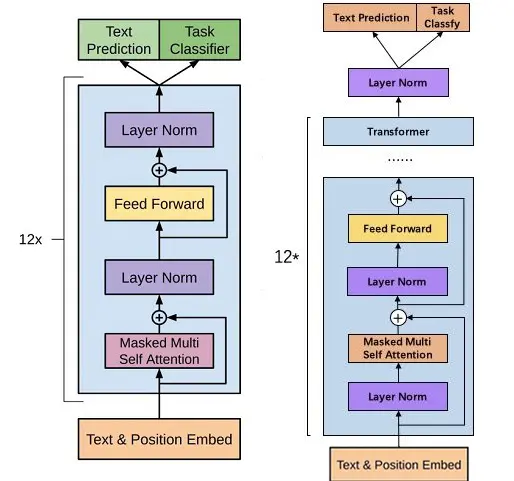 Text
Prediction
Task
Classifier
Layer Norm
+
Feed Forward
12x
Layer Norm
+
Masked Multi
Self Attention
Text & Position Embed
Text Prediction
Task
Classfy
Layer Norm
Transformer
......
+
Feed Forward
12*
Layer Norm
+
Masked Multi
Self Attention
Layer Norm
Text & Position Embed